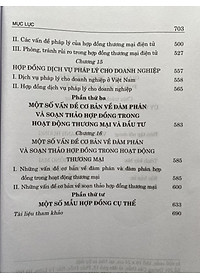 MỤC LỤC 703
II. Các vấn đề pháp lý của hợp đồng thương mại điện tử 500
III. Phòng, tránh rủi ro trong hợp đồng thương mại điện tử 527
Chương 15
HỢP ĐỒNG DỊCH VỤ PHÁP LÝ CHO DOANH NGHIỆP 557
I. Dịch vụ pháp lý cho doanh nghiệp ở Việt Nam 558
II. Hợp đồng dịch vụ pháp lý cho doanh nghiệp 565
Phần thứ ba
MỘT SỐ VẤN ĐỀ CƠ BẢN VỀ ĐÀM PHÁN
VÀ SOẠN THẢO HỢP ĐỒNG TRONG
HOẠT ĐỘNG THƯƠNG MẠI VÀ ĐẦU TƯ 583
Chương 16
MỘT SỐ VẤN ĐỀ CƠ BẢN VỀ ĐÀM PHÁN
VÀ SOẠN THẢO HỢP ĐỒNG TRONG HOẠT ĐỘNG
THƯƠNG MẠI 585
I. Những vấn đề cơ bản về đàm phán và đàm phán hợp
đồng trong hoạt động thương mại 585
II. Những vấn đề cơ bản về soạn thảo hợp đồng thương mại 600
Phần thứ tư
MỘT SỐ MẪU HỢP ĐỒNG CỤ THỂ 633
Tài liệu tham khảo 690